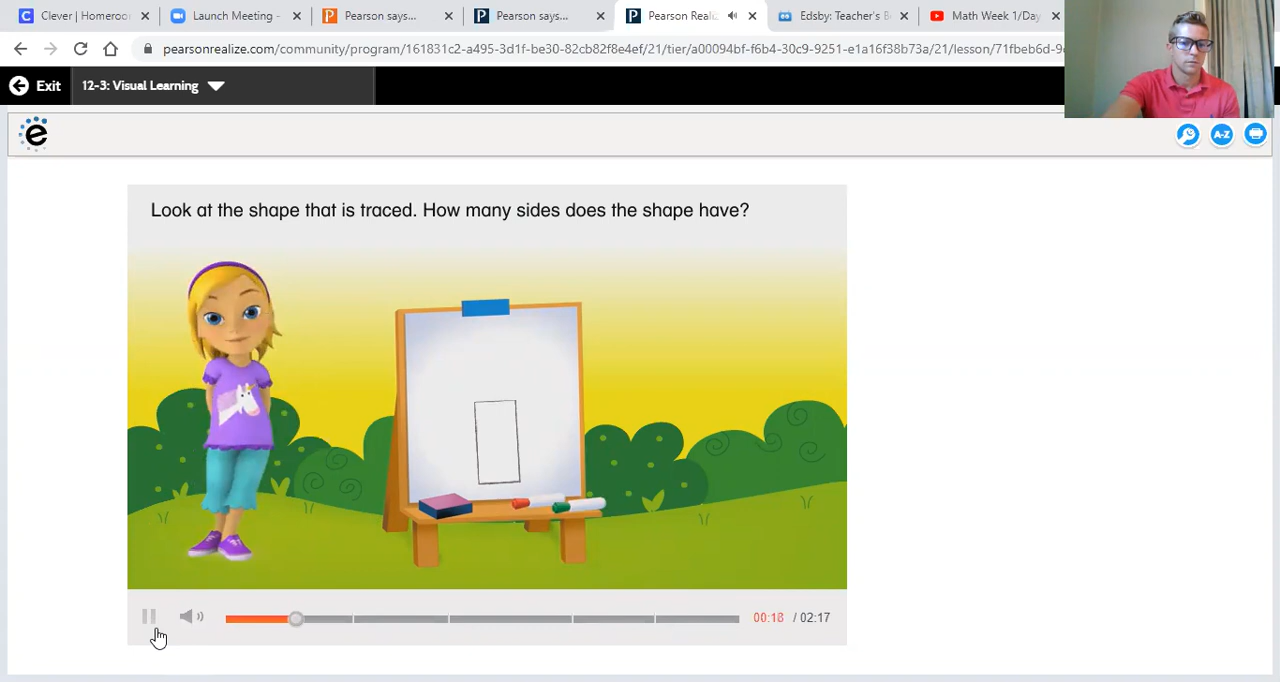 Clever | Homeroo
Launch Meeting -
Pearson says...
Pearson says...
Pearson Reali
Edsby: Teacher's B
Math Week 1/Day
pearsonrealize.com/community/program/161831c2-a495-3d1f-be30-82cb82f8e4ef/21/tier/a00094bf-f6b4-30c9-9251-e1a16f38b73a/21/lesson/71fbeb6d-9
Exit
12-3: Visual Learning
e
A-Z
Look at the shape that is traced. How many sides does the shape have?
00:18 / 02:17